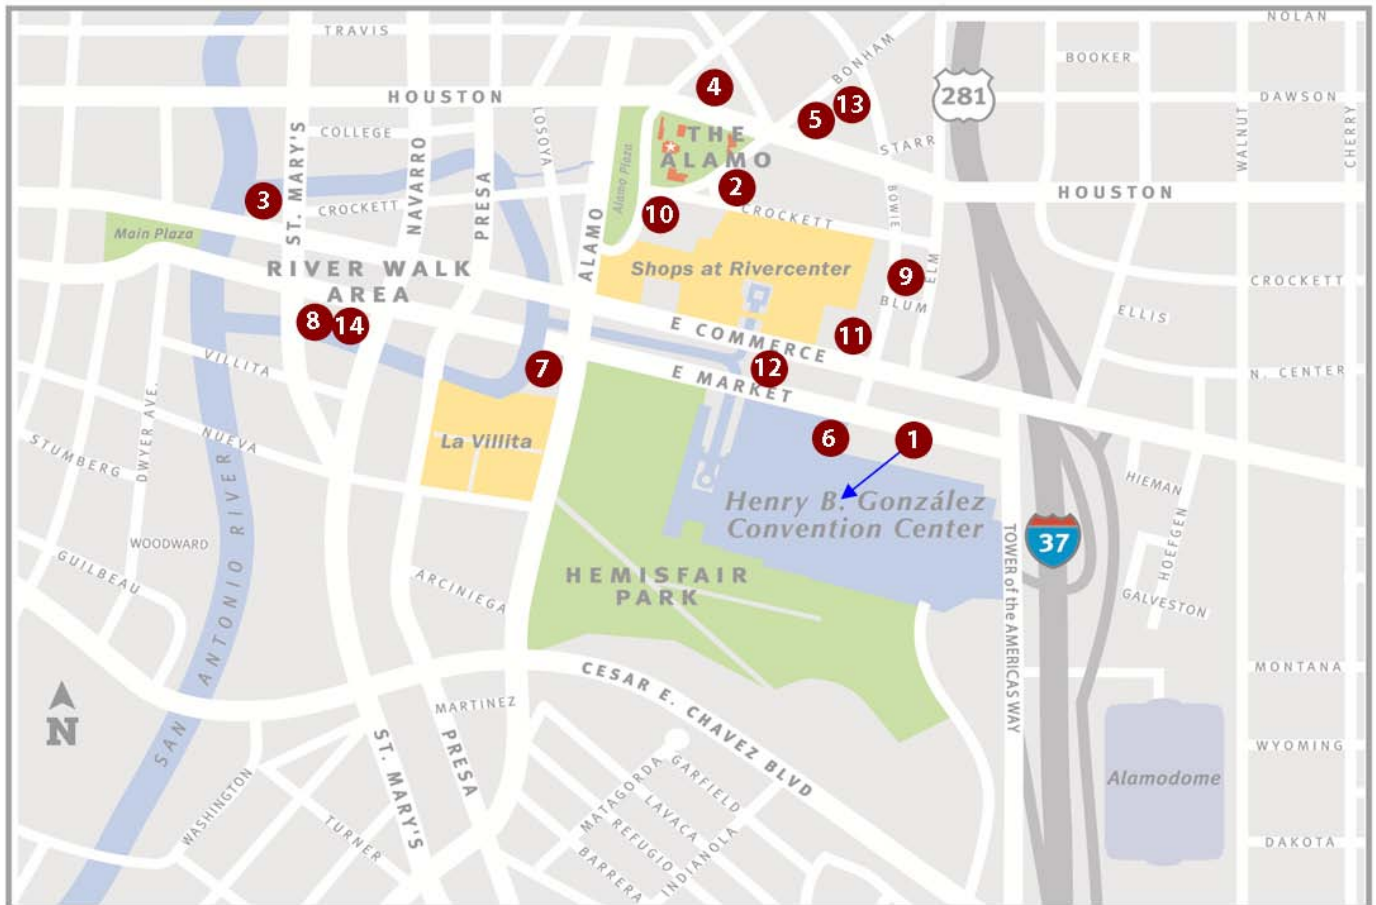 NOLAN
TRAVIS
BONHAM
BOOKER
4
281
HOUSTON
13
DAWSON
5
LOSOYA
ST. MARY'S
COLLEGE
NAVARRO
THE
ALAMO
STARR
WALNUT
CHERRY
Alamo Plaza
PRESA
2
BOWIE
HOUSTON
3
CROCKETT
10
CROCKETT
Main Plaza
ALAMO
RIVER WALK
AREA
Shops at Rivercenter
9
ELM
BLUM
CROCKETT
8
14
E COMMERCE
11
ELLIS
VILLITA
7
12
E MARKET
N. CENTER
DWYER AVE.
NUEVA
La Villita
6
1
STUMBERG
HIEMAN
Henry B. González
Convention Center
HOEFGEN
37
WOODWARD
GUILBEAU
ARCINIEGA
HEMISFAIR
PARK
TOWER of the AMERICAS WAY
GALVESTON
SAN ANTONIO RIVER
MONTANA
CESAR E. CHAVEZ BLVD
N
MARTINEZ
ST. MARY'S
PRESA
WYOMING
GARFIELD
MATAGORDA
Alamodome
WASHINGTON
LAVACA
TURNER
REFUGIO
INDIANOLA
BARRERA
DAKOTA